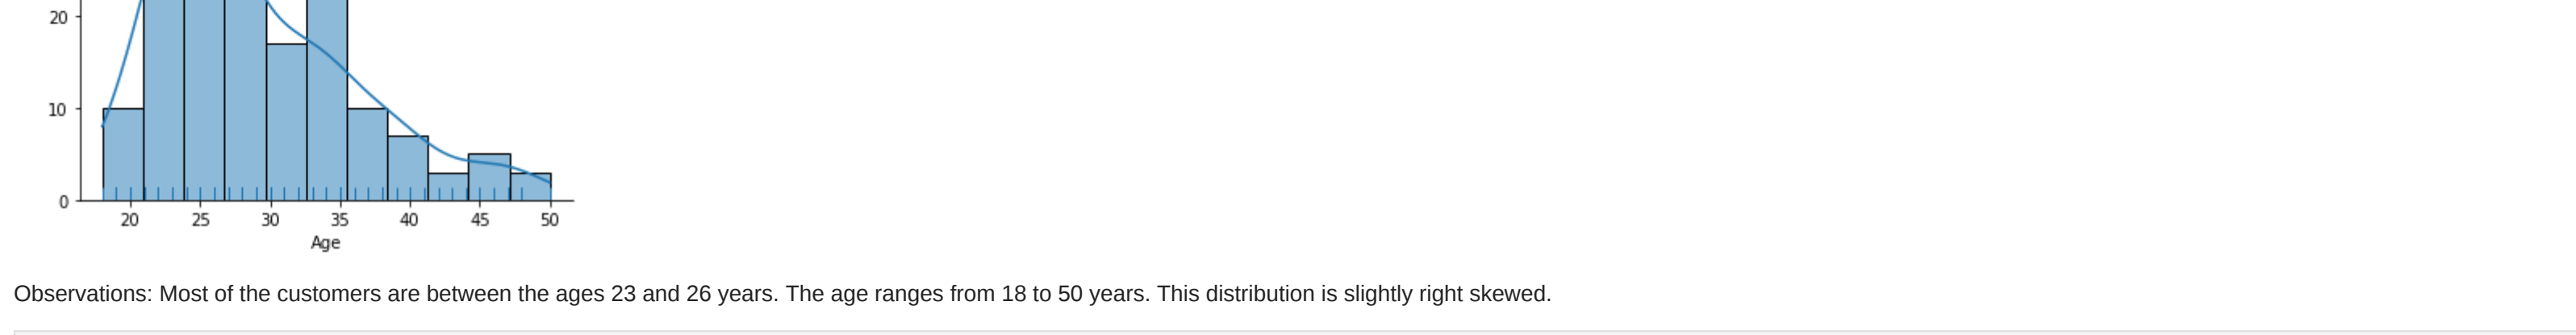 20
10
0
20 25 30 35 40 45 50
Age
Observations: Most of the customers are between the ages 23 and 26 years. The age ranges from 18 to 50 years. This distribution is slightly right skewed.